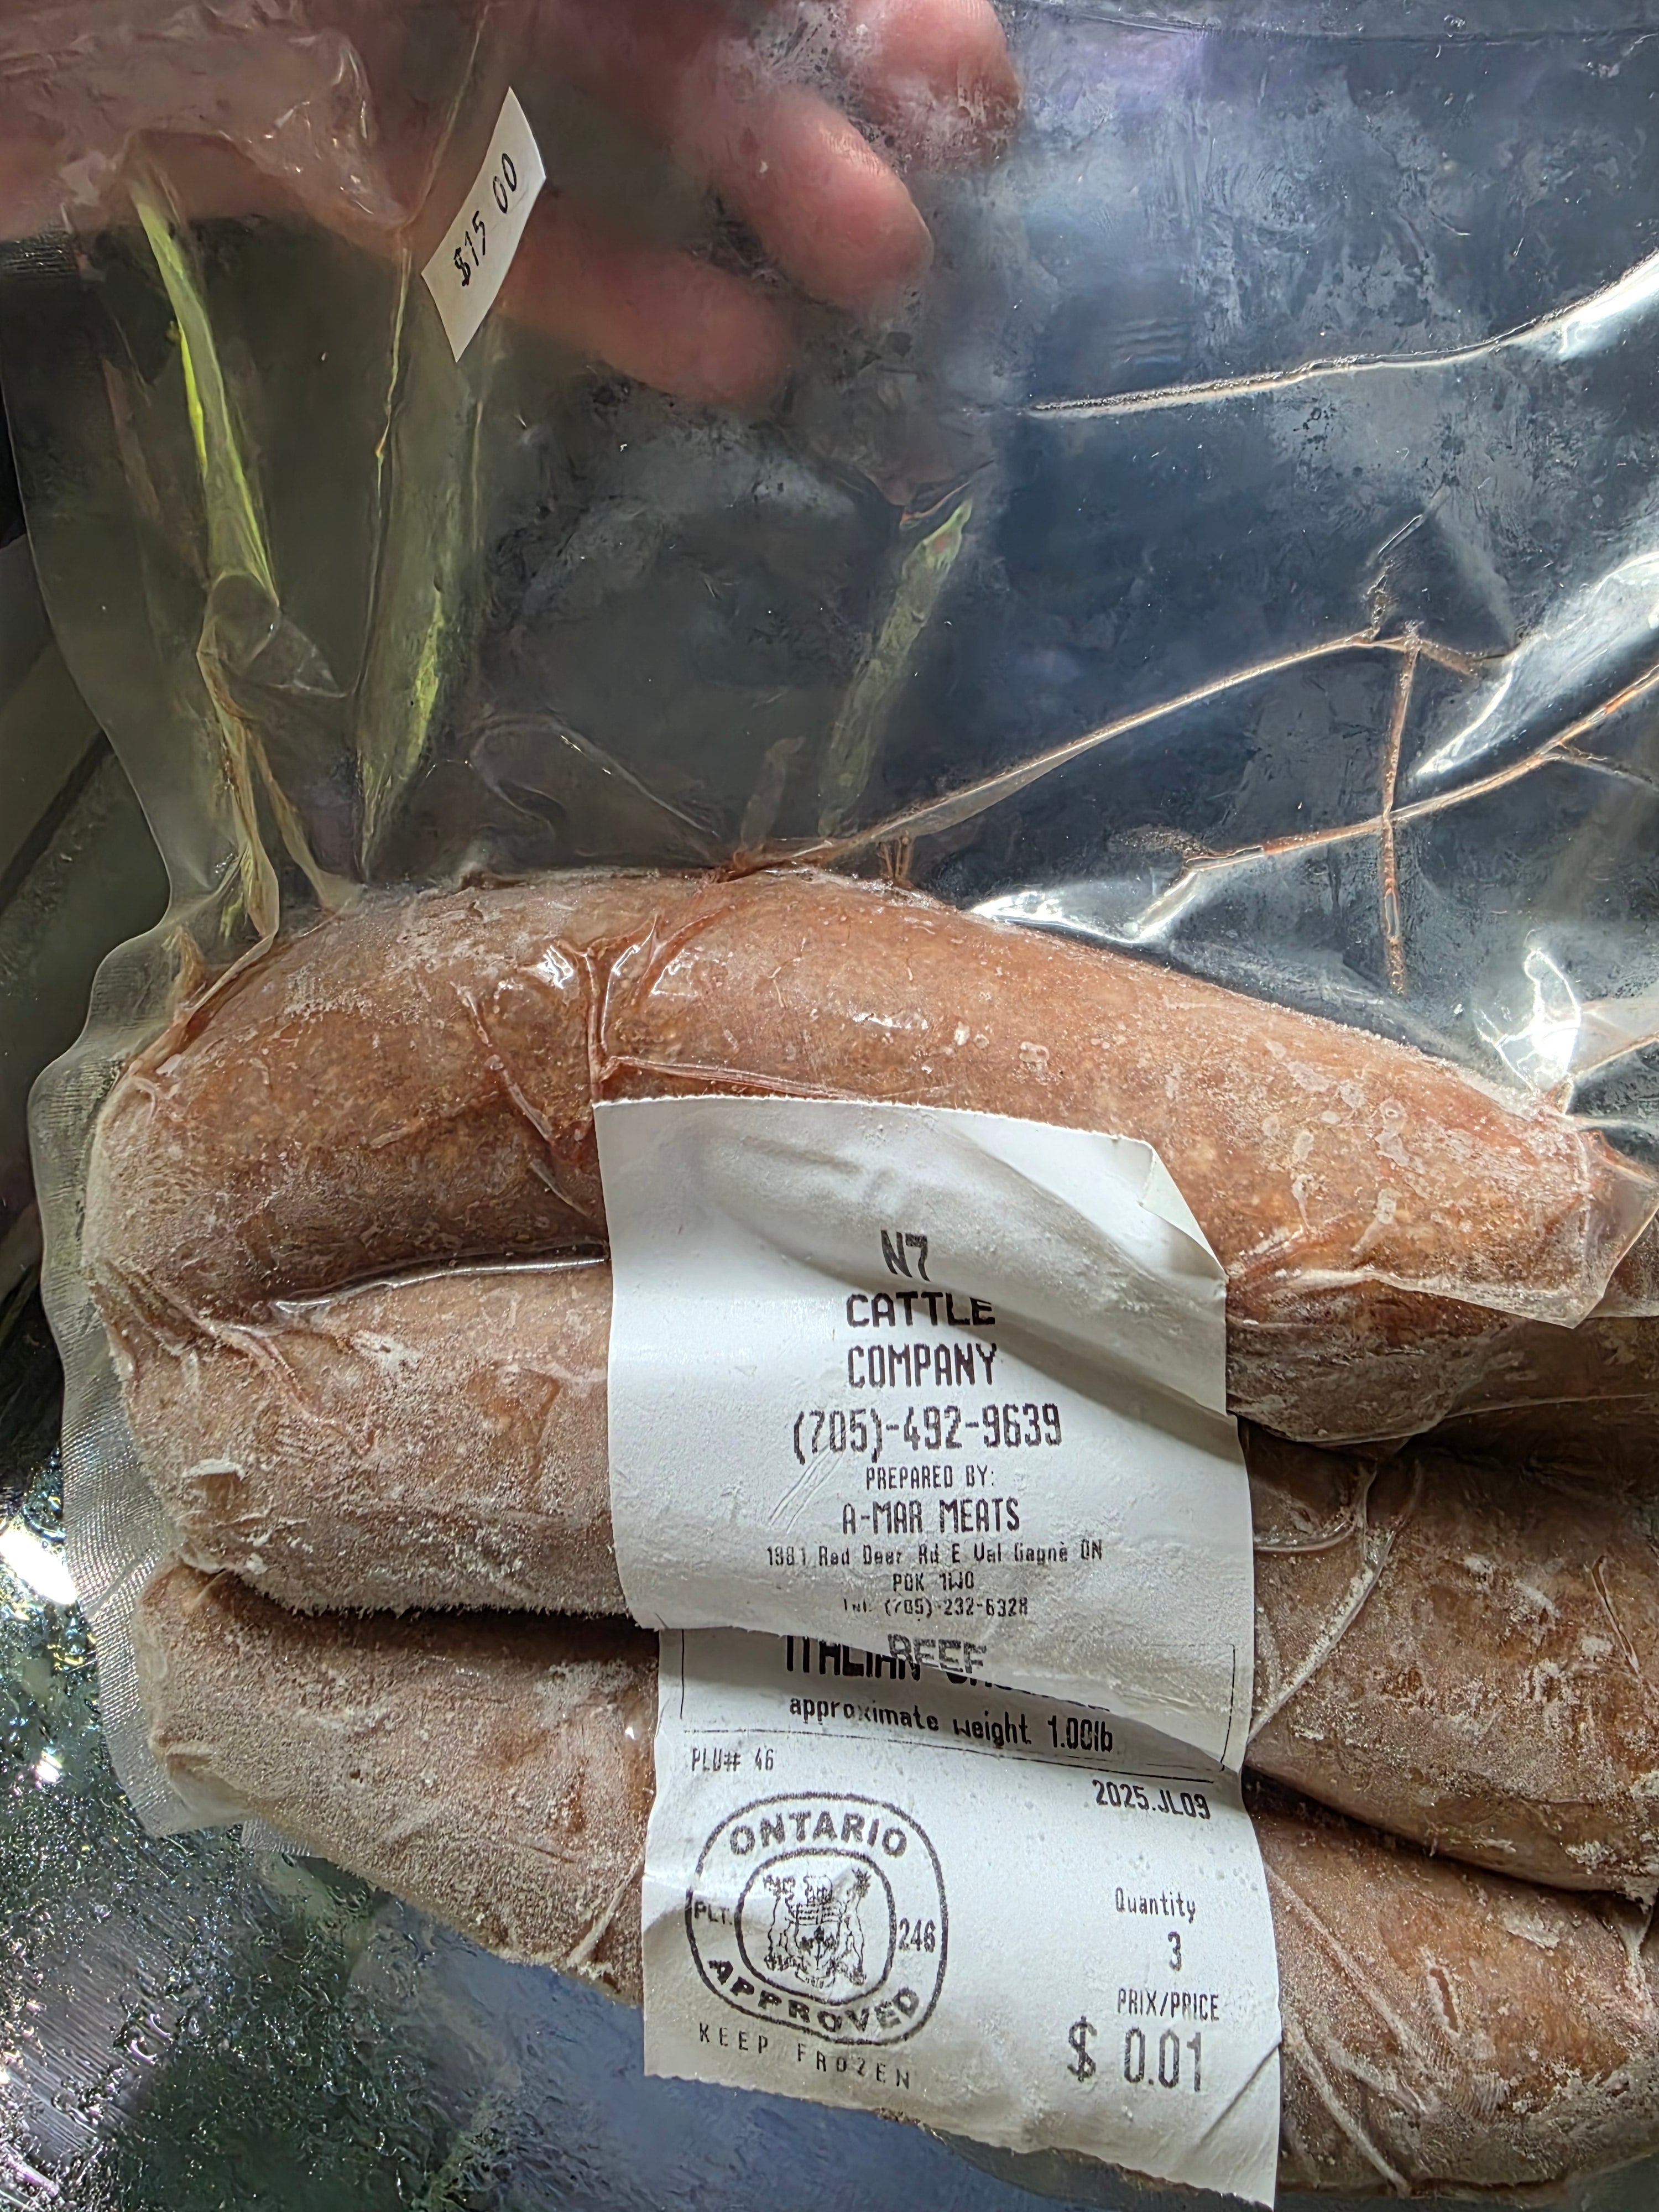 $15.00
N7
CATTLE
COMPANY
(705)-492-9639
PREPARED BY:
A-MAR MEATS
1981 Red Deer Rd E Val Gagné ON
P0K 1W0
Tel: (705)-232-6328
BEEF
ITALIAN
approximate weight 1.00lb
PLU# 46
2025.JL09
ONTARIO
PLT. 246
APPROVED
KEEP FROZEN
Quantity
3
PRIX/PRICE
$ 0.01